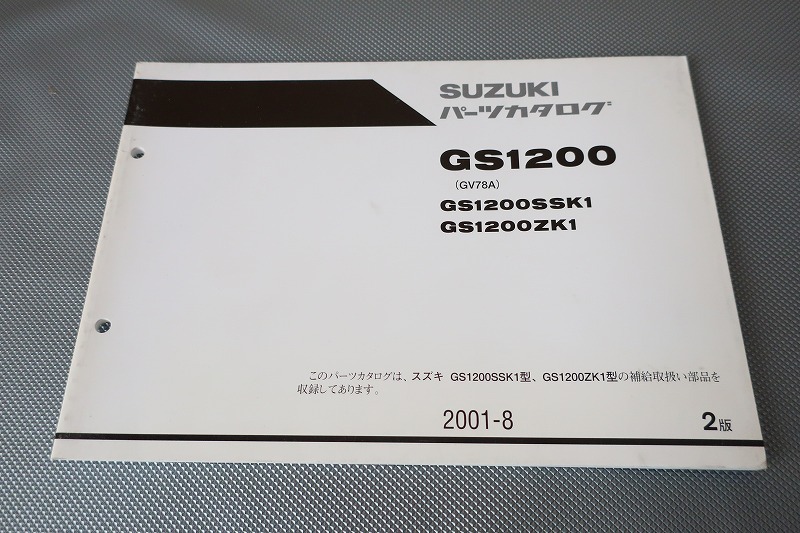 SUZUKI
パーツカタログ
GS1200
(GV78A)
GS1200SSK1
GS1200ZK1
このパーツカタログは、スズキ GS1200SSK1型、GS1200ZK1型の補給取扱い部品を
収録してあります。
2001-8
2版